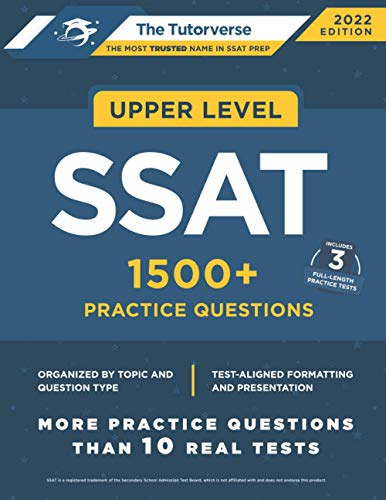 The Tutorverse
THE MOST TRUSTED NAME IN SSAT PREP
2022
EDITION
UPPER LEVEL
SSAT
INCLUDES
3
FULL-LENGTH
PRACTICE TESTS
1500+
PRACTICE QUESTIONS
ORGANIZED BY TOPIC AND
QUESTION TYPE
TEST-ALIGNED FORMATTING
AND PRESENTATION
MORE PRACTICE QUESTIONS
THAN 10 REAL TESTS
SSAT is a registered trademark of the Secondary School Admission Test Board, which is not affiliated with and does not endorse this product.